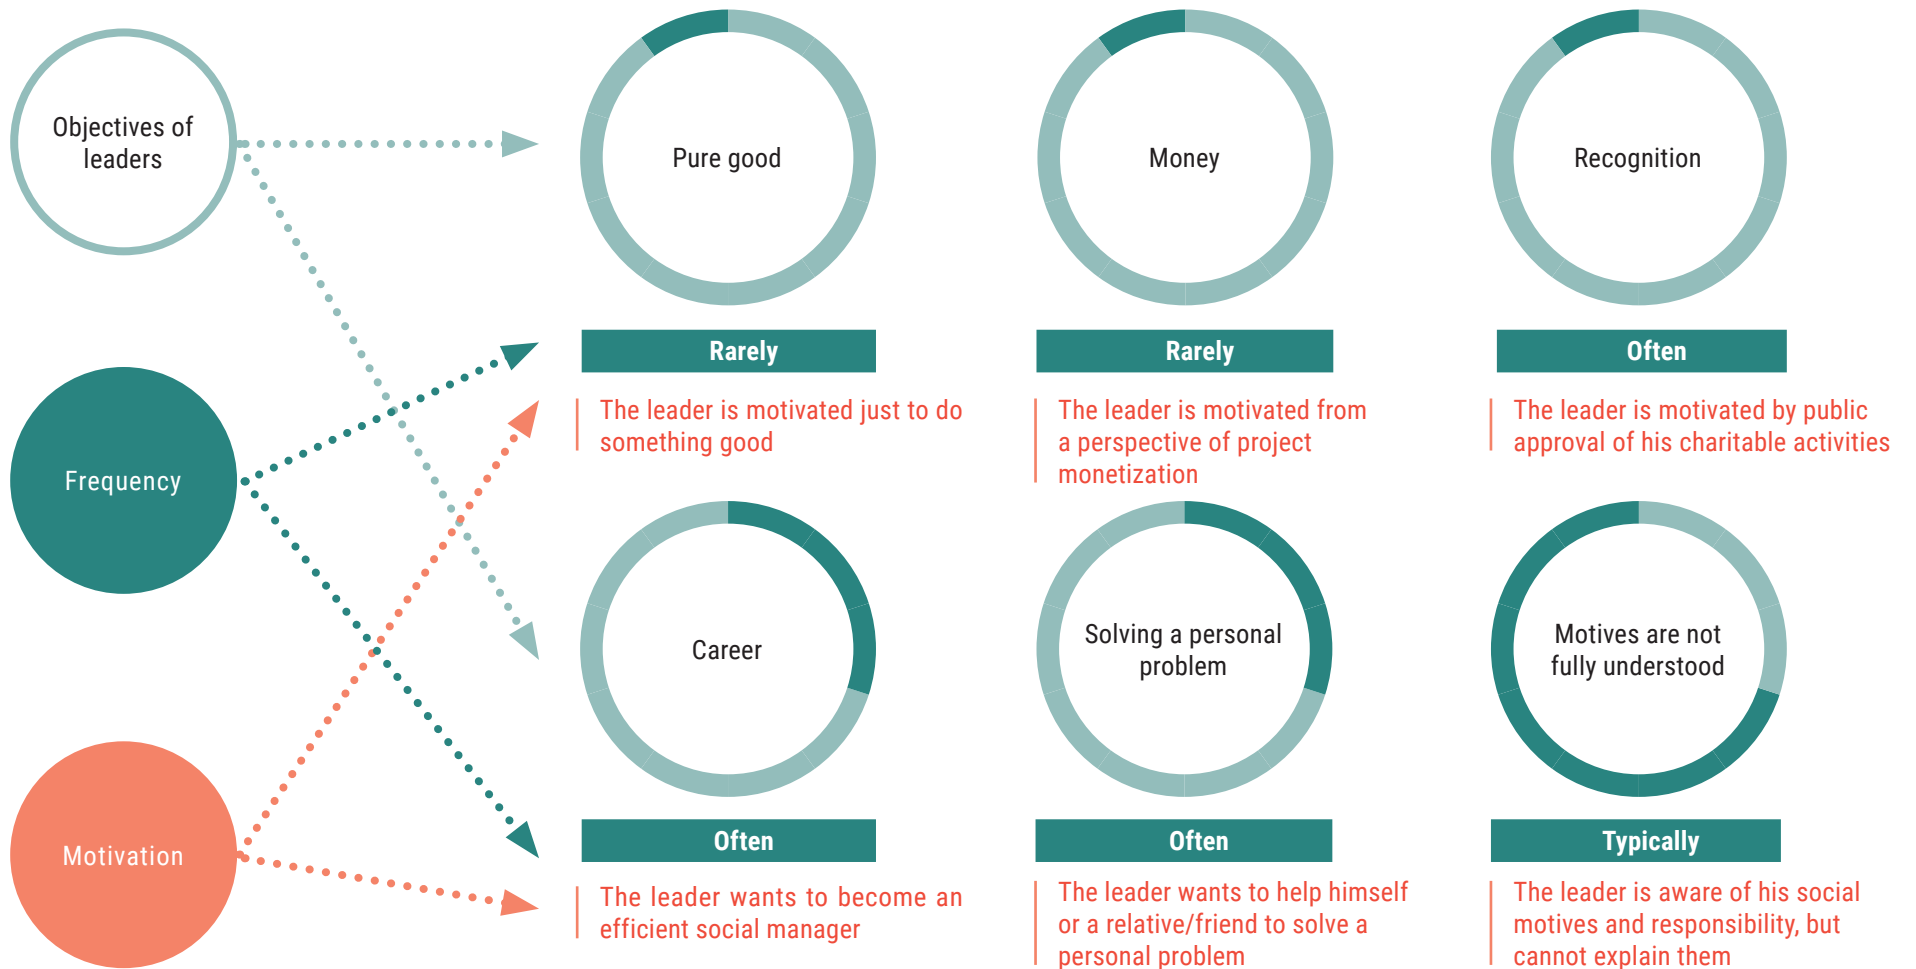 Objectives of
leaders
Pure good
Money
Recognition
Rarely
Rarely
Often
The leader is motivated just to do
something good
The leader is motivated from
a perspective of project
monetization
The leader is motivated by public
approval of his charitable activities
Frequency
Career
Solving a personal
problem
Motives are not
fully understood
Often
Often
Typically
Motivation
The leader wants to become an
efficient social manager
The leader wants to help himself
or a relative/friend to solve a
personal problem
The leader is aware of his social
motives and responsibility, but
cannot explain them